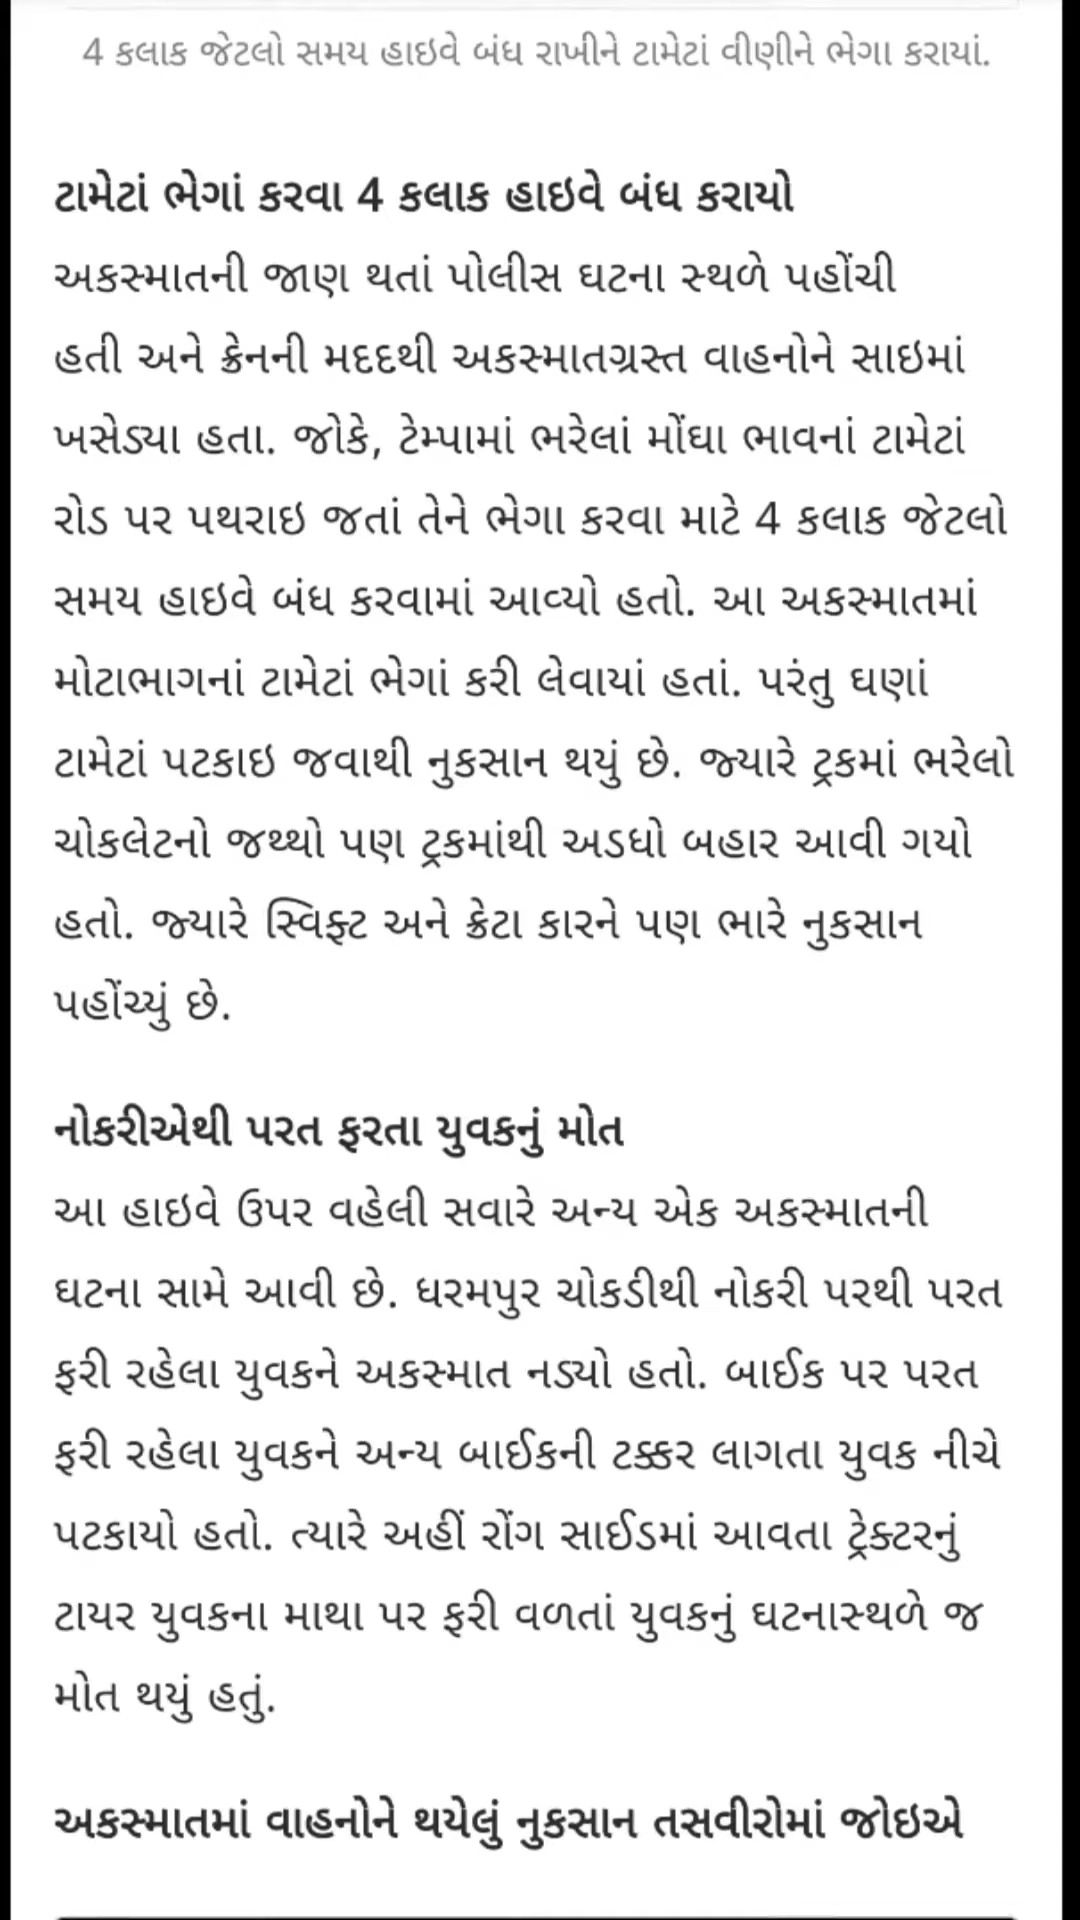 4 કલાક જેટલો સમય હાઇવે બંધ રાખીને ટામેટાં વીણીને ભેગા કરાયાં.
ટામેટાં ભેગાં કરવા 4 કલાક હાઇવે બંધ કરાયો
અકસ્માતની જાણ થતાં પોલીસ ઘટના સ્થળે પહોંચી
હતી અને ક્રેનની મદદથી અકસ્માતગ્રસ્ત વાહનોને સાઇમાં
ખસેડ્યા હતા. જોકે, ટેમ્પામાં ભરેલાં મોંઘા ભાવનાં ટામેટાં
રોડ પર પથરાઇ જતાં તેને ભેગા કરવા માટે 4 કલાક જેટલો
સમય હાઇવે બંધ કરવામાં આવ્યો હતો. આ અકસ્માતમાં
મોટાભાગનાં ટામેટાં ભેગાં કરી લેવાયાં હતાં. પરંતુ ઘણાં
ટામેટાં પટકાઇ જવાથી નુકસાન થયું છે. જ્યારે ટ્રકમાં ભરેલો
ચોકલેટનો જથ્થો પણ ટ્રકમાંથી અડધો બહાર આવી ગયો
હતો. જ્યારે સ્વિફ્ટ અને ક્રેટા કારને પણ ભારે નુકસાન
પહોંચ્યું છે.
નોકરીએથી પરત ફરતા યુવકનું મોત
આ હાઇવે ઉપર વહેલી સવારે અન્ય એક અકસ્માતની
ઘટના સામે આવી છે. ધરમપુર ચોકડીથી નોકરી પરથી પરત
ફરી રહેલા યુવકને અકસ્માત નડ્યો હતો. બાઈક પર પરત
ફરી રહેલા યુવકને અન્ય બાઈકની ટક્કર લાગતા યુવક નીચે
પટકાયો હતો. ત્યારે અહીં રોંગ સાઈડમાં આવતા ટ્રેક્ટરનું
ટાયર યુવકના માથા પર ફરી વળતાં યુવકનું ઘટનાસ્થળે જ
મોત થયું હતું.
અકસ્માતમાં વાહનોને થયેલું નુકસાન તસવીરોમાં જોઇએ